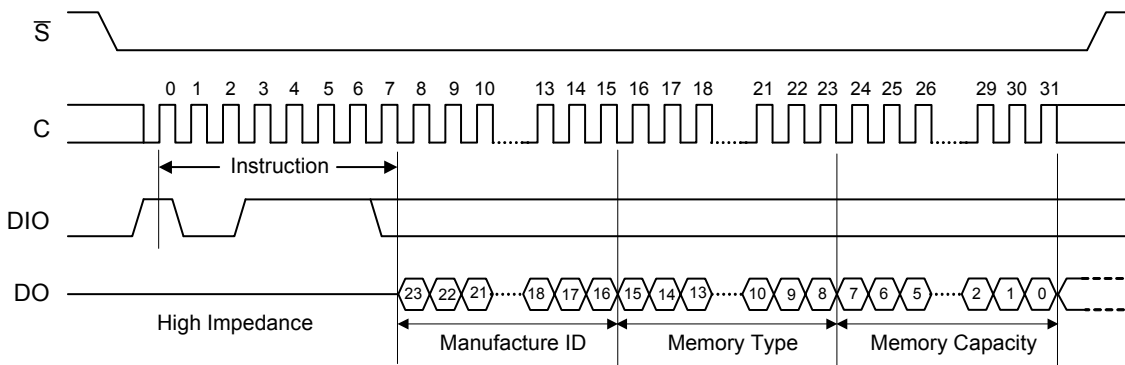 S
0 1 2 3 4 5 6 7 8 9 10 13 14 15 16 17 18 21 22 23 24 25 26 29 30 31
C
Instruction
DIO
DO 23 22 21 18 17 16 15 14 13 10 9 8 7 6 5 2 1 0
High Impedance
Manufacture ID Memory Type Memory Capacity